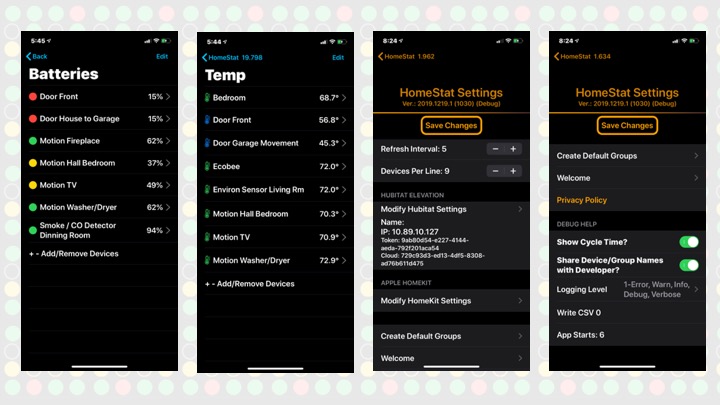 5:45
Back
Edit
Batteries
Door Front 15%
Door House to Garage 15%
Motion Fireplace 62%
Motion Hall Bedroom 37%
Motion TV 49%
Motion Washer/Dryer 62%
Smoke / CO Detector
Dinning Room 94%
+ - Add/Remove Devices
5:44
HomeStat 19.798
Edit
Temp
Bedroom 68.7°
Door Front 56.8°
Door Garage Movement 45.3°
Ecobee 72.0°
Environ Sensor Living Rm 72.0°
Motion Hall Bedroom 70.3°
Motion TV 70.9°
Motion Washer/Dryer 72.9°
+ - Add/Remove Devices
8:24
HomeStat 1.962
HomeStat Settings
Ver.: 2019.1219.1 (1030) (Debug)
Save Changes
Refresh Interval: 5 − +
Devices Per Line: 9 − +
HUBITAT ELEVATION
Modify Hubitat Settings
Name:
IP: 10.89.10.127
Token: 9ab80d54-e227-4144-
aeda-792f201aca54
Cloud: 729c93d3-ed13-4df5-8308-
ad76b611d475
APPLE HOMEKIT
Modify HomeKit Settings
Create Default Groups
Welcome
8:24
HomeStat 1.634
HomeStat Settings
Ver.: 2019.1219.1 (1030) (Debug)
Save Changes
Create Default Groups
Welcome
Privacy Policy
DEBUG HELP
Show Cycle Time?
Share Device/Group Names
with Developer?
Logging Level 1-Error, Warn, Info,
Debug, Verbose
Write CSV 0
App Starts: 6